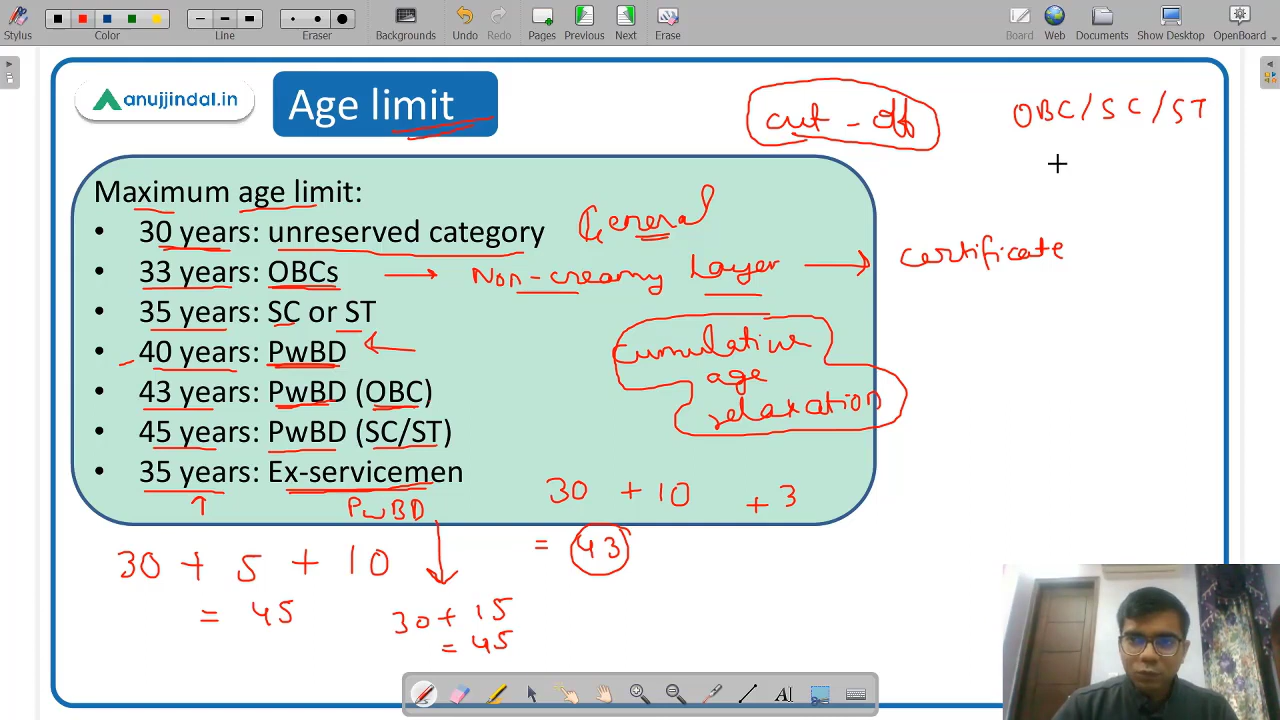 Stylus
Color
Line
Eraser
Backgrounds
Undo
Redo
Pages
Previous
Next
Erase
Board
Web
Documents
Show Desktop
OpenBoard
anujjindal.in
Age limit
cut - off
OBC/SC/ST
+
Maximum age limit:
• 30 years: unreserved category
General
• 33 years: OBCs
Non-creamy Layer
certificate
• 35 years: SC or ST
• 40 years: PwBD
Cumulative
age
relaxation
• 43 years: PwBD (OBC)
• 45 years: PwBD (SC/ST)
• 35 years: Ex-servicemen
PwBD
30 + 10 + 3
= 43
30 + 5 + 10
= 45
30 + 15
= 45